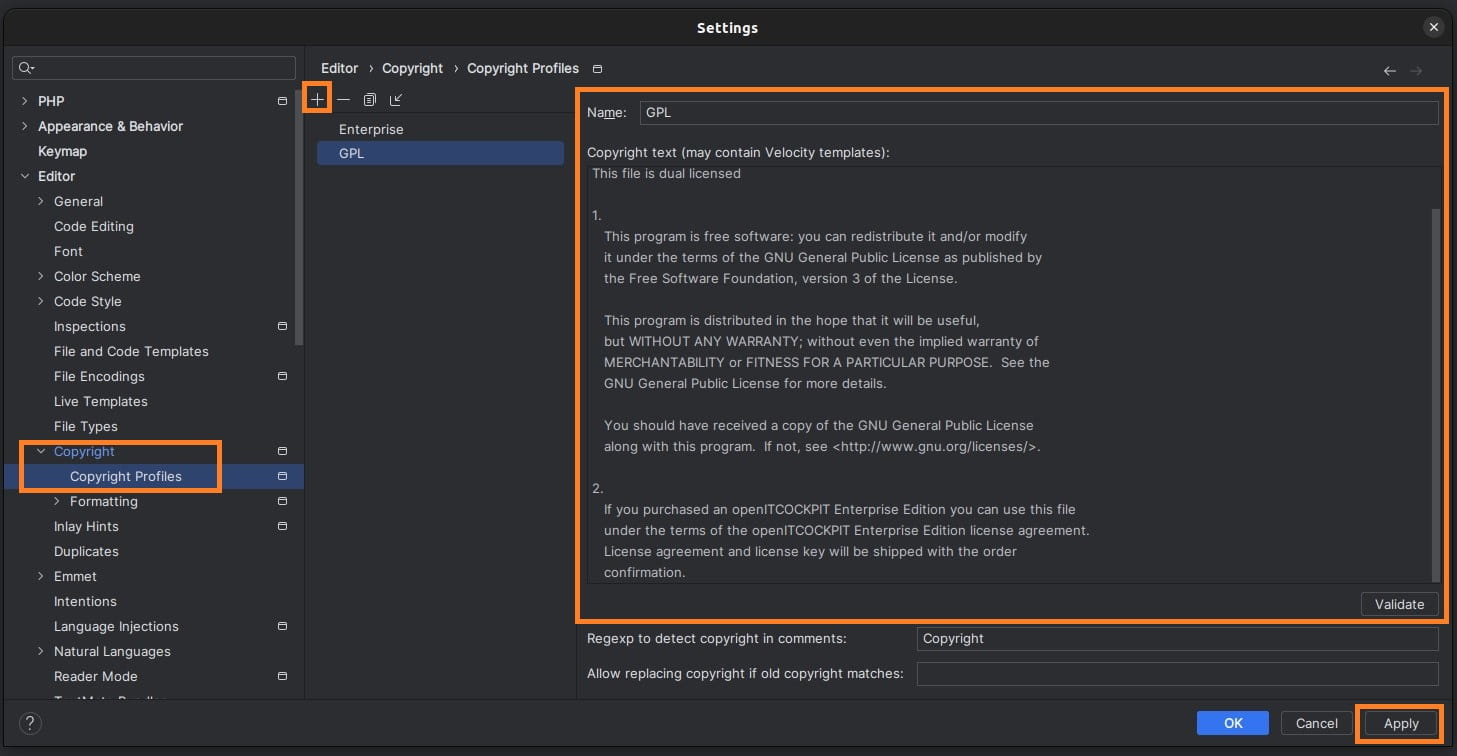 Settings
Editor › Copyright › Copyright Profiles
PHP
Appearance & Behavior
Keymap
Editor
General
Code Editing
Font
Color Scheme
Code Style
Inspections
File and Code Templates
File Encodings
Live Templates
File Types
Copyright
Copyright Profiles
Formatting
Inlay Hints
Duplicates
Emmet
Intentions
Language Injections
Natural Languages
Reader Mode
Enterprise
GPL
Name: GPL
Copyright text (may contain Velocity templates):
This file is dual licensed
1.
This program is free software: you can redistribute it and/or modify
it under the terms of the GNU General Public License as published by
the Free Software Foundation, version 3 of the License.
This program is distributed in the hope that it will be useful,
but WITHOUT ANY WARRANTY; without even the implied warranty of
MERCHANTABILITY or FITNESS FOR A PARTICULAR PURPOSE.  See the
GNU General Public License for more details.
You should have received a copy of the GNU General Public License
along with this program.  If not, see <http://www.gnu.org/licenses/>.
2.
If you purchased an openITCOCKPIT Enterprise Edition you can use this file
under the terms of the openITCOCKPIT Enterprise Edition license agreement.
License agreement and license key will be shipped with the order
confirmation.
Validate
Regexp to detect copyright in comments: Copyright
Allow replacing copyright if old copyright matches:
?
OK
Cancel
Apply